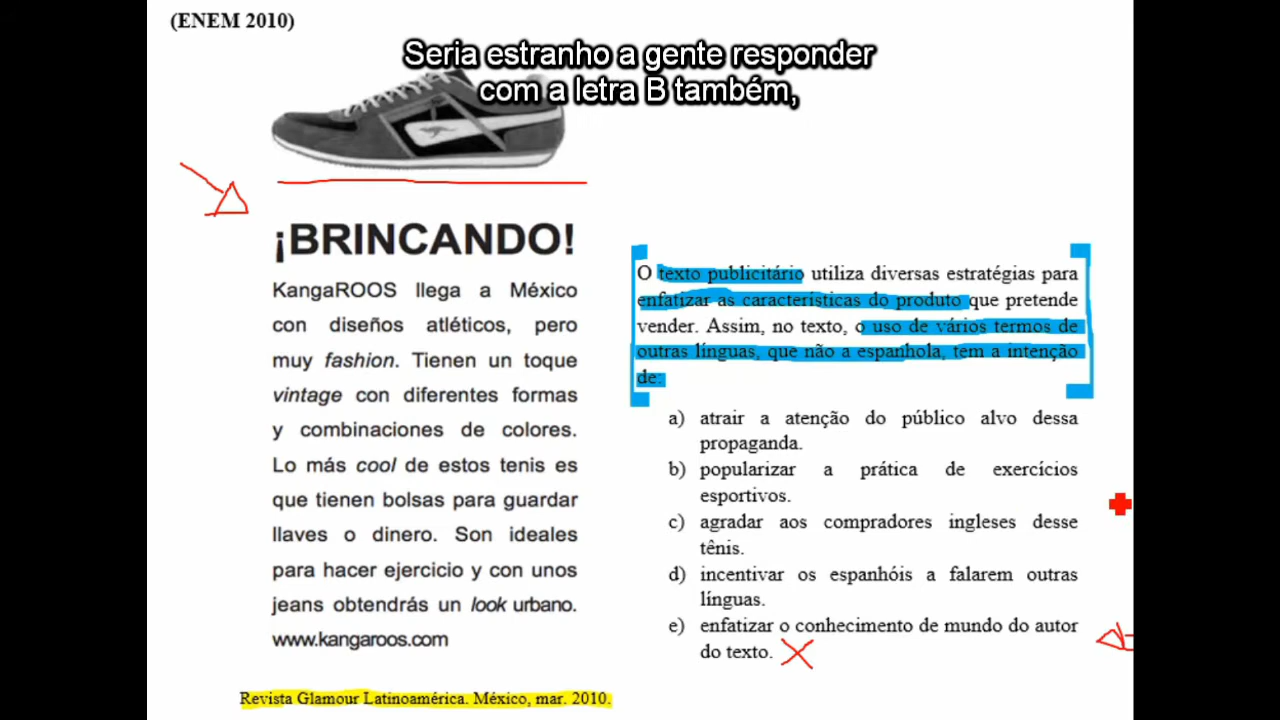 (ENEM 2010)
Seria estranho a gente responder
com a letra B também,
¡BRINCANDO!
KangaROOS llega a México
con diseños atléticos, pero
muy fashion. Tienen un toque
vintage con diferentes formas
y combinaciones de colores.
Lo más cool de estos tenis es
que tienen bolsas para guardar
llaves o dinero. Son ideales
para hacer ejercicio y con unos
jeans obtendrás un look urbano.
www.kangaroos.com
Revista Glamour Latinoamérica. México, mar. 2010.
O texto publicitário utiliza diversas estratégias para
enfatizar as características do produto que pretende
vender. Assim, no texto, o uso de vários termos de
outras línguas, que não a espanhola, tem a intenção
de:
a) atrair a atenção do público alvo dessa
propaganda.
b) popularizar a prática de exercícios
esportivos.
c) agradar aos compradores ingleses desse
tênis.
d) incentivar os espanhóis a falarem outras
línguas.
e) enfatizar o conhecimento de mundo do autor
do texto.